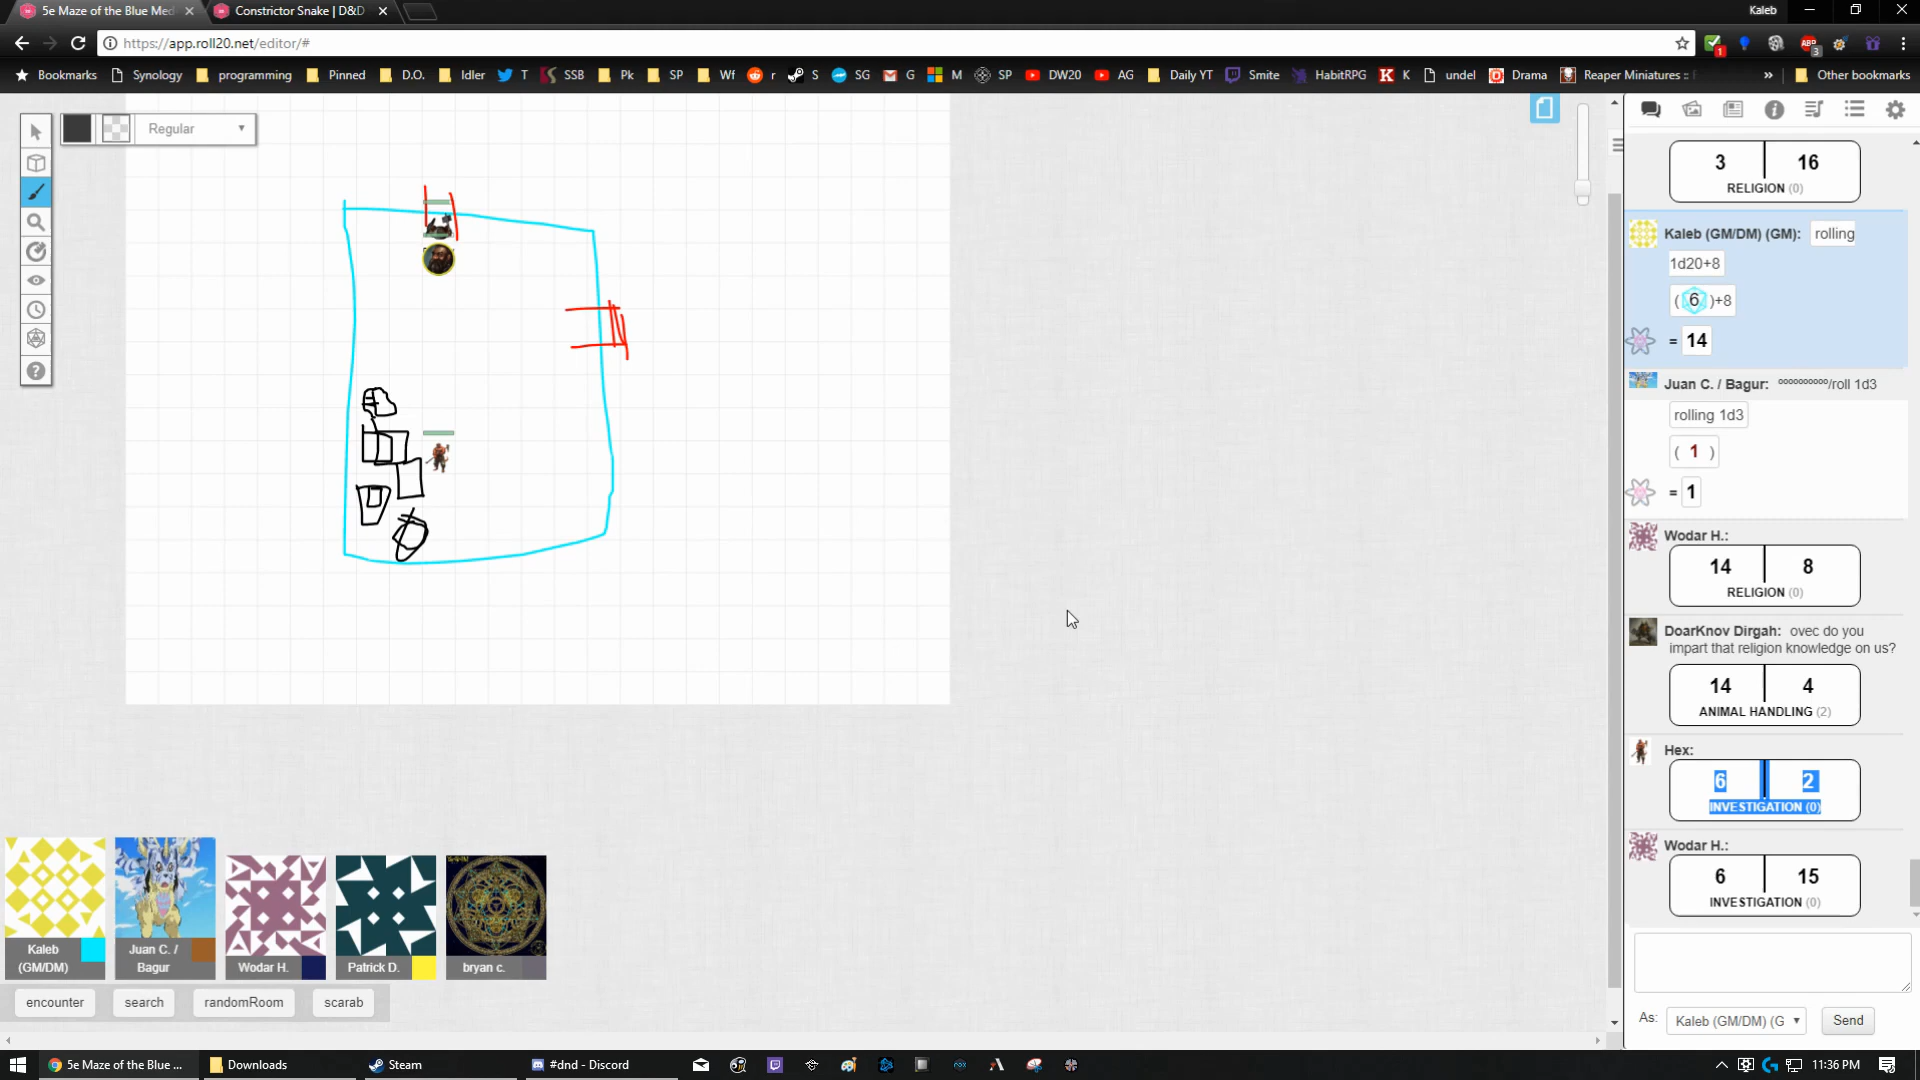 5e Maze of the Blue Med
Constrictor Snake | D&D
Kaleb
https://app.roll20.net/editor/#
Bookmarks
Synology
programming
Pinned
D.O.
Idler
T
SSB
Pk
SP
Wf
r
S
SG
G
M
SP
DW20
AG
Daily YT
Smite
HabitRPG
K
undel
Drama
Reaper Miniatures ::
Other bookmarks
Regular
3 16
RELIGION (0)
Kaleb (GM/DM) (GM): rolling
1d20+8
(6)+8
= 14
Juan C. / Bagur: ººººººººººº/roll 1d3
rolling 1d3
(1)
= 1
Wodar H.:
14 8
RELIGION (0)
DoarKnov Dirgah: ovec do you
impart that religion knowledge on us?
14 4
ANIMAL HANDLING (2)
Hex:
6 2
INVESTIGATION (0)
Wodar H.:
6 15
INVESTIGATION (0)
Kaleb
(GM/DM)
Juan C. /
Bagur
Wodar H.
Patrick D.
bryan c.
encounter
search
randomRoom
scarab
As:
Kaleb (GM/DM) (G
Send
5e Maze of the Blue ...
Downloads
Steam
#dnd - Discord
11:36 PM